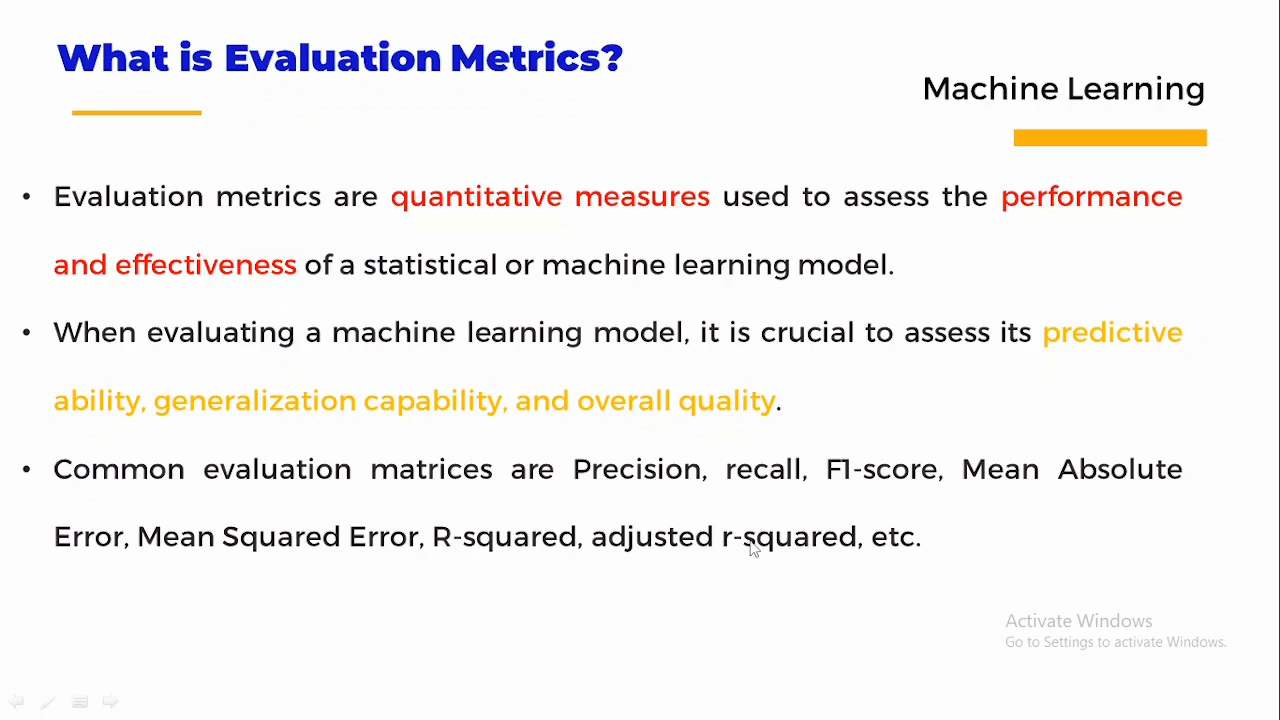 What is Evaluation Metrics?
Machine Learning
• Evaluation metrics are quantitative measures used to assess the performance
and effectiveness of a statistical or machine learning model.
• When evaluating a machine learning model, it is crucial to assess its predictive
ability, generalization capability, and overall quality.
• Common evaluation matrices are Precision, recall, F1-score, Mean Absolute
Error, Mean Squared Error, R-squared, adjusted r-squared, etc.
Activate Windows
Go to Settings to activate Windows.